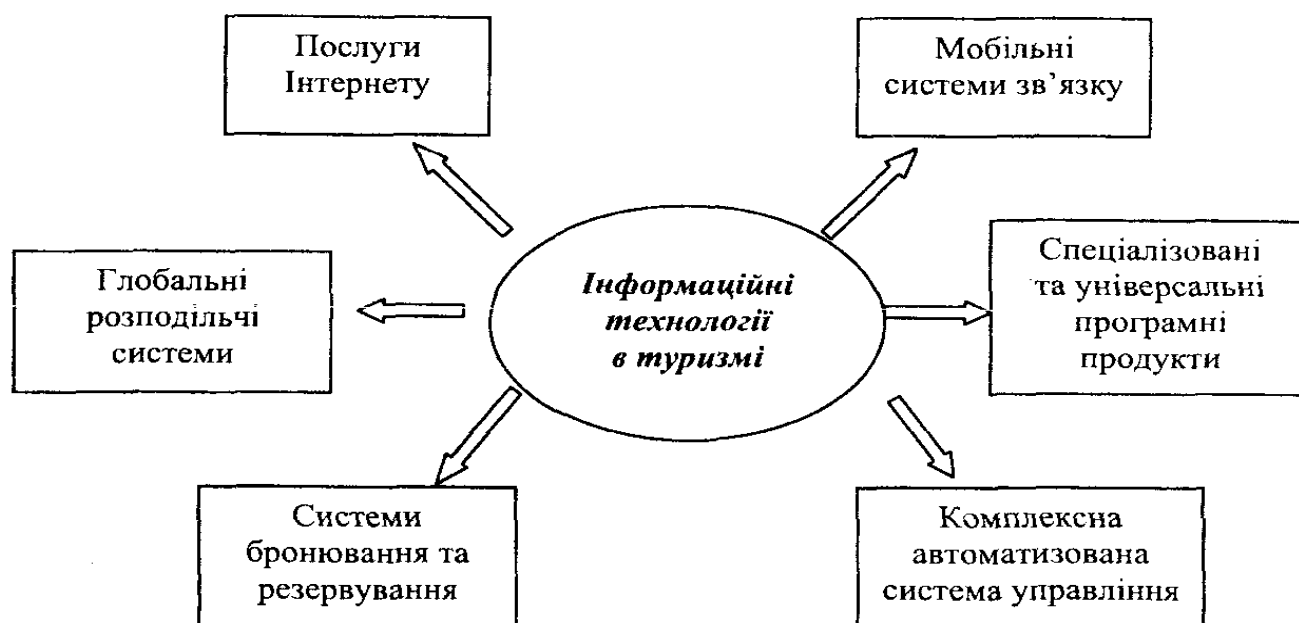 Послуги
Інтернету
Мобільні
системи зв’язку
Глобальні
розподільчі
системи
Інформаційні
технології
в туризмі
Спеціалізовані
та універсальні
програмні
продукти
Системи
бронювання та
резервування
Комплексна
автоматизована
система управління